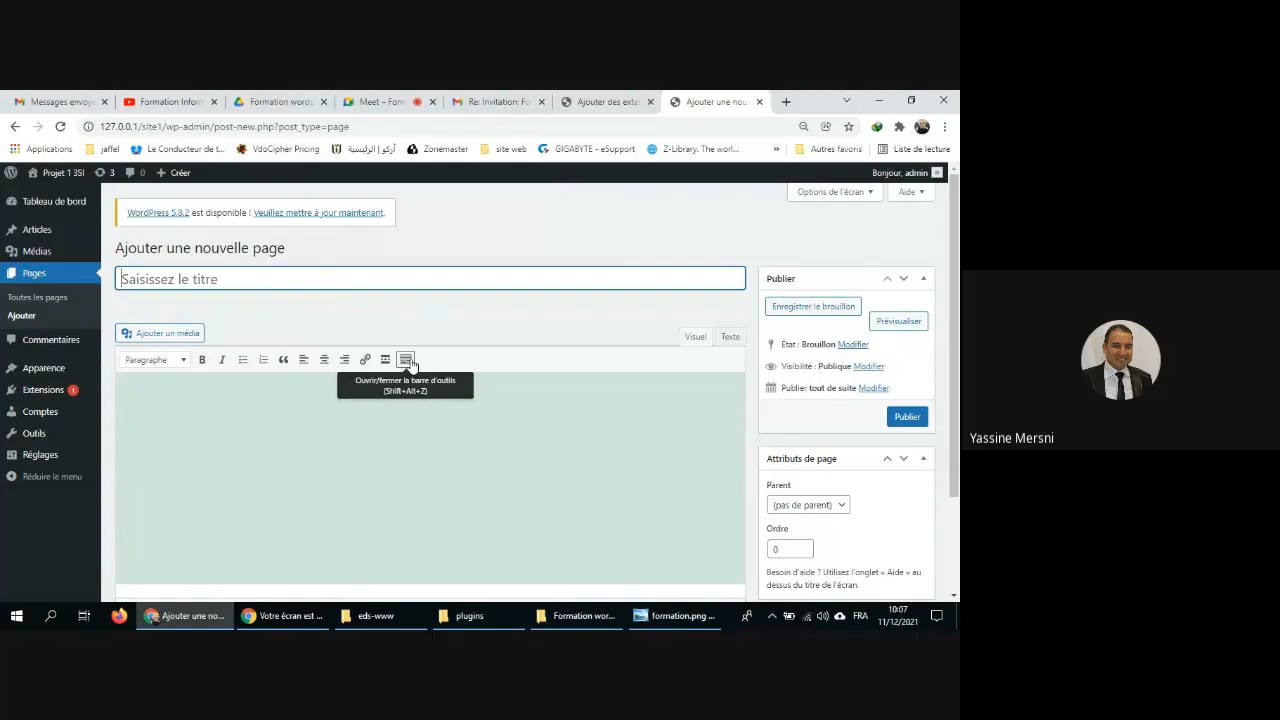 Messages envoy
Formation Inform
Formation wordp
Meet – Form
Re: Invitation: Fo
Ajouter des exte
Ajouter une nou
127.0.0.1/site1/wp-admin/post-new.php?post_type=page
Applications
jaffel
Le Conducteur de t...
VdoCipher Pricing
أركو | الرئيسية
Zonemaster
site web
GIGABYTE - eSupport
Z-Library. The worl...
»
Autres favoris
Liste de lecture
Projet 1 3SI
3
0
Créer
Bonjour, admin
Tableau de bord
Articles
Médias
Pages
Toutes les pages
Ajouter
Commentaires
Apparence
Extensions 1
Comptes
Outils
Réglages
Réduire le menu
Options de l'écran
Aide
WordPress 5.8.2 est disponible ! Veuillez mettre à jour maintenant.
Ajouter une nouvelle page
Saisissez le titre
Ajouter un média
Visuel
Texte
Paragraphe
B
I
Ouvrir/fermer la barre d'outils
(Shift+Alt+Z)
Publier
Enregistrer le brouillon
Prévisualiser
État : Brouillon Modifier
Visibilité : Publique Modifier
Publier tout de suite Modifier
Publier
Attributs de page
Parent
(pas de parent)
Ordre
0
Besoin d'aide ? Utilisez l'onglet « Aide » au
dessus du titre de l'écran.
Yassine Mersni
Ajouter une no...
Votre écran est ...
eds-www
plugins
Formation wor...
formation.png ...
FRA
10:07
11/12/2021